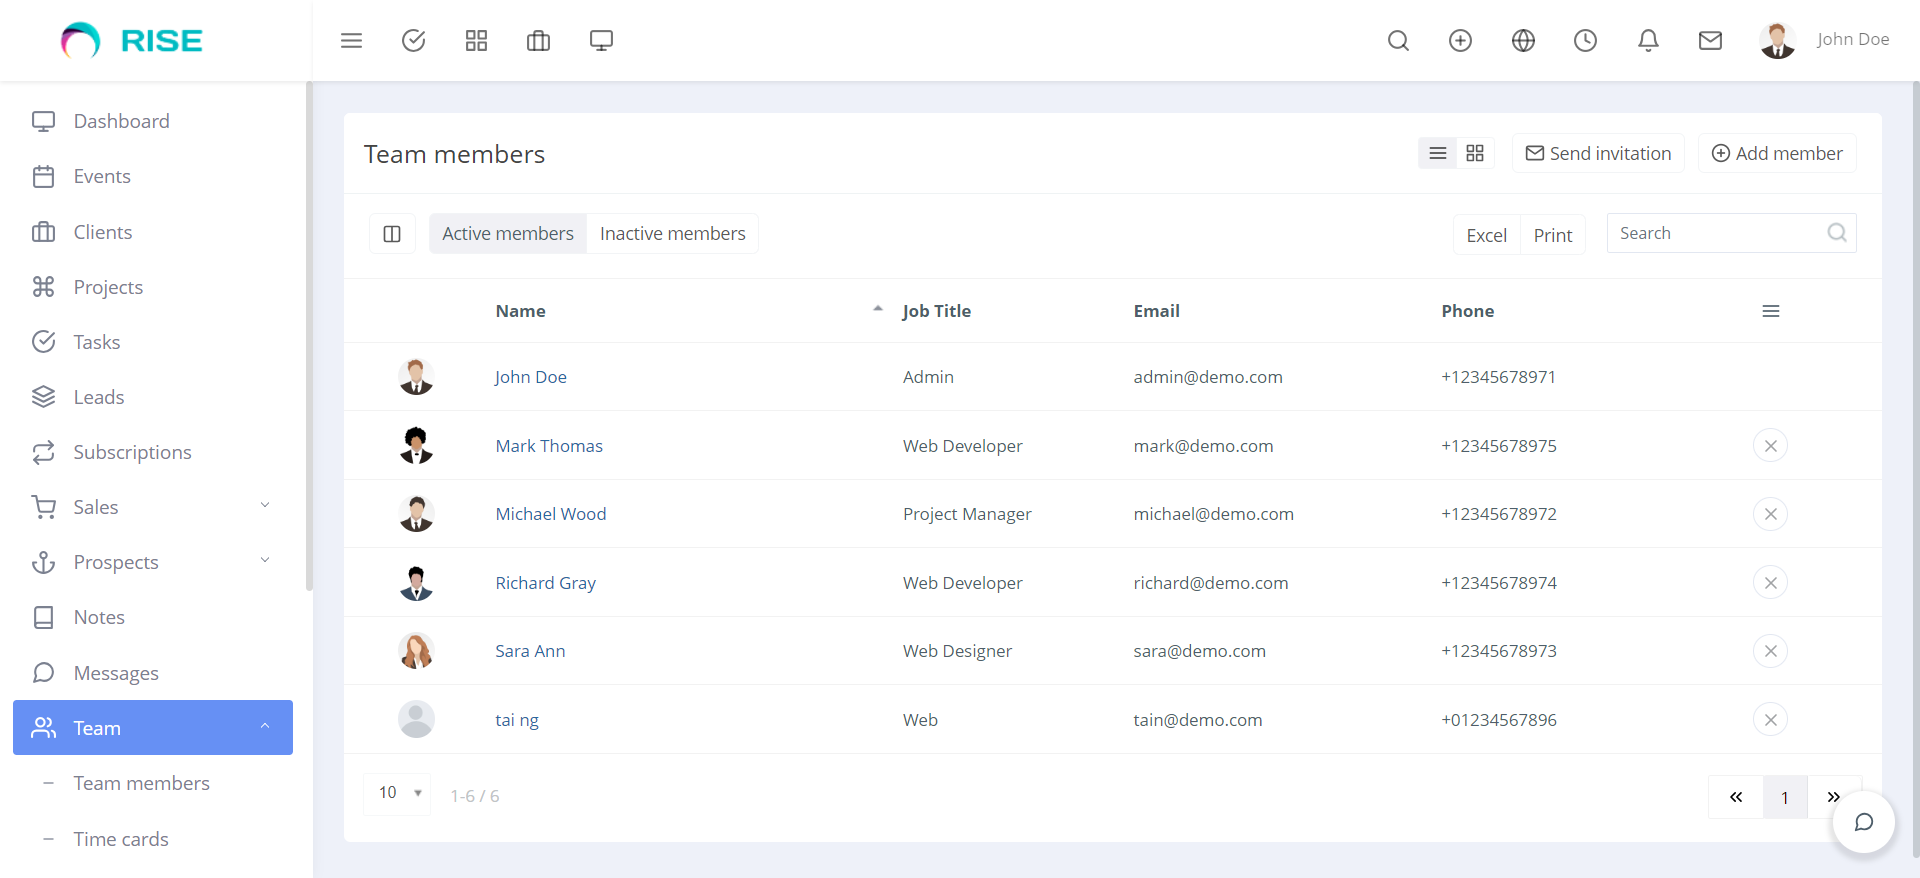 RISE
John Doe
Dashboard
Events
Clients
Projects
Tasks
Leads
Subscriptions
Sales
Prospects
Notes
Messages
Team
Team members
Time cards
Team members
Send invitation
Add member
Active members
Inactive members
Excel
Print
Search
Name Job Title Email Phone
John Doe Admin admin@demo.com +12345678971
Mark Thomas Web Developer mark@demo.com +12345678975
Michael Wood Project Manager michael@demo.com +12345678972
Richard Gray Web Developer richard@demo.com +12345678974
Sara Ann Web Designer sara@demo.com +12345678973
tai ng Web tain@demo.com +01234567896
10 1-6 / 6 « 1 »